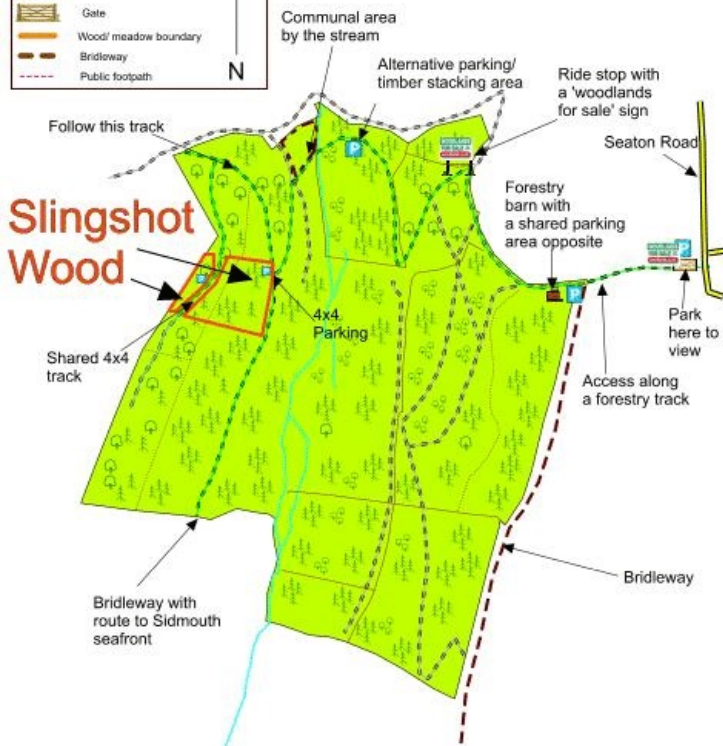 Gate
Wood/ meadow boundary
Bridleway
Public footpath
N
Communal area
by the stream
Alternative parking/
timber stacking area
Ride stop with
a 'woodlands
for sale' sign
Follow this track
Seaton Road
Slingshot
Wood
Forestry
barn with
a shared parking
area opposite
P
P
P
4x4
Parking
Shared 4x4
track
Park
here to
view
Access along
a forestry track
Bridleway
Bridleway with
route to Sidmouth
seafront